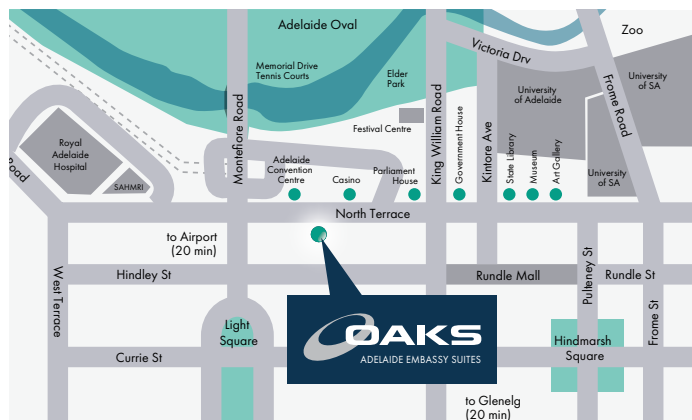 Adelaide Oval
Zoo
Victoria Drv
Memorial Drive
Tennis Courts
Elder
Park
University
of SA
University
of Adelaide
Frome Road
Montefiore Road
King William Road
Festival Centre
Government House
Kintore Ave
State Library
Museum
Art Gallery
Royal
Adelaide
Hospital
SAHMRI
Road
Adelaide
Convention
Centre
Casino
Parliament
House
University
of SA
North Terrace
to Airport
(20 min)
West Terrace
Hindley St
Rundle Mall
Pulteney St
Rundle St
Frome St
Light
Square
OAKS
ADELAIDE EMBASSY SUITES
Hindmarsh
Square
Currie St
to Glenelg
(20 min)